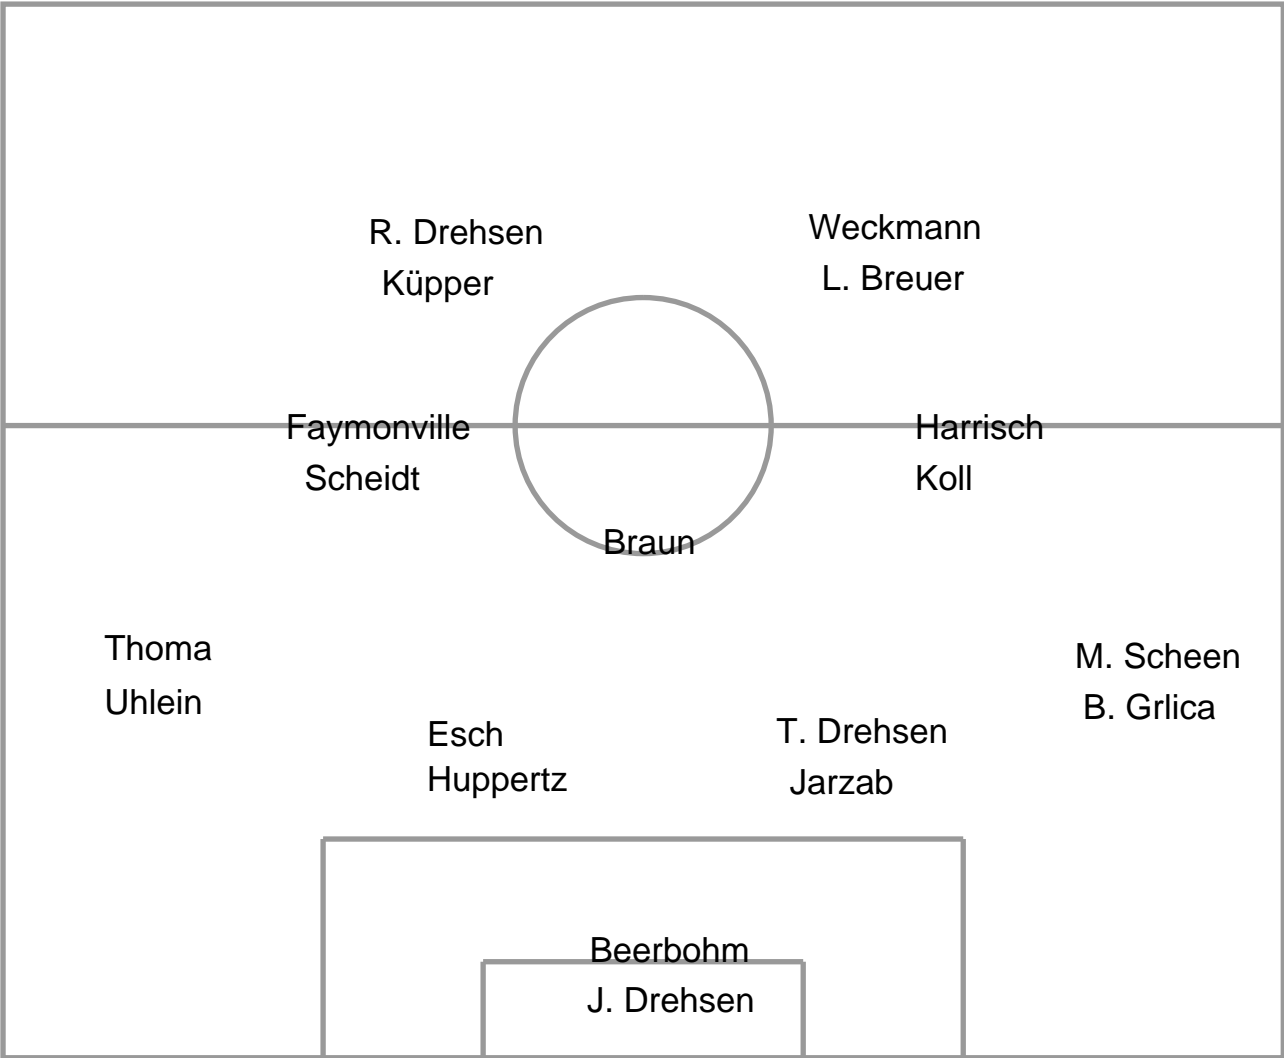 R. Drehsen
Küpper
Weckmann
L. Breuer
Faymonville
Scheidt
Harrisch
Koll
Braun
Thoma
Uhlein
Esch
Huppertz
T. Drehsen
Jarzab
M. Scheen
B. Grlica
Beerbohm
J. Drehsen